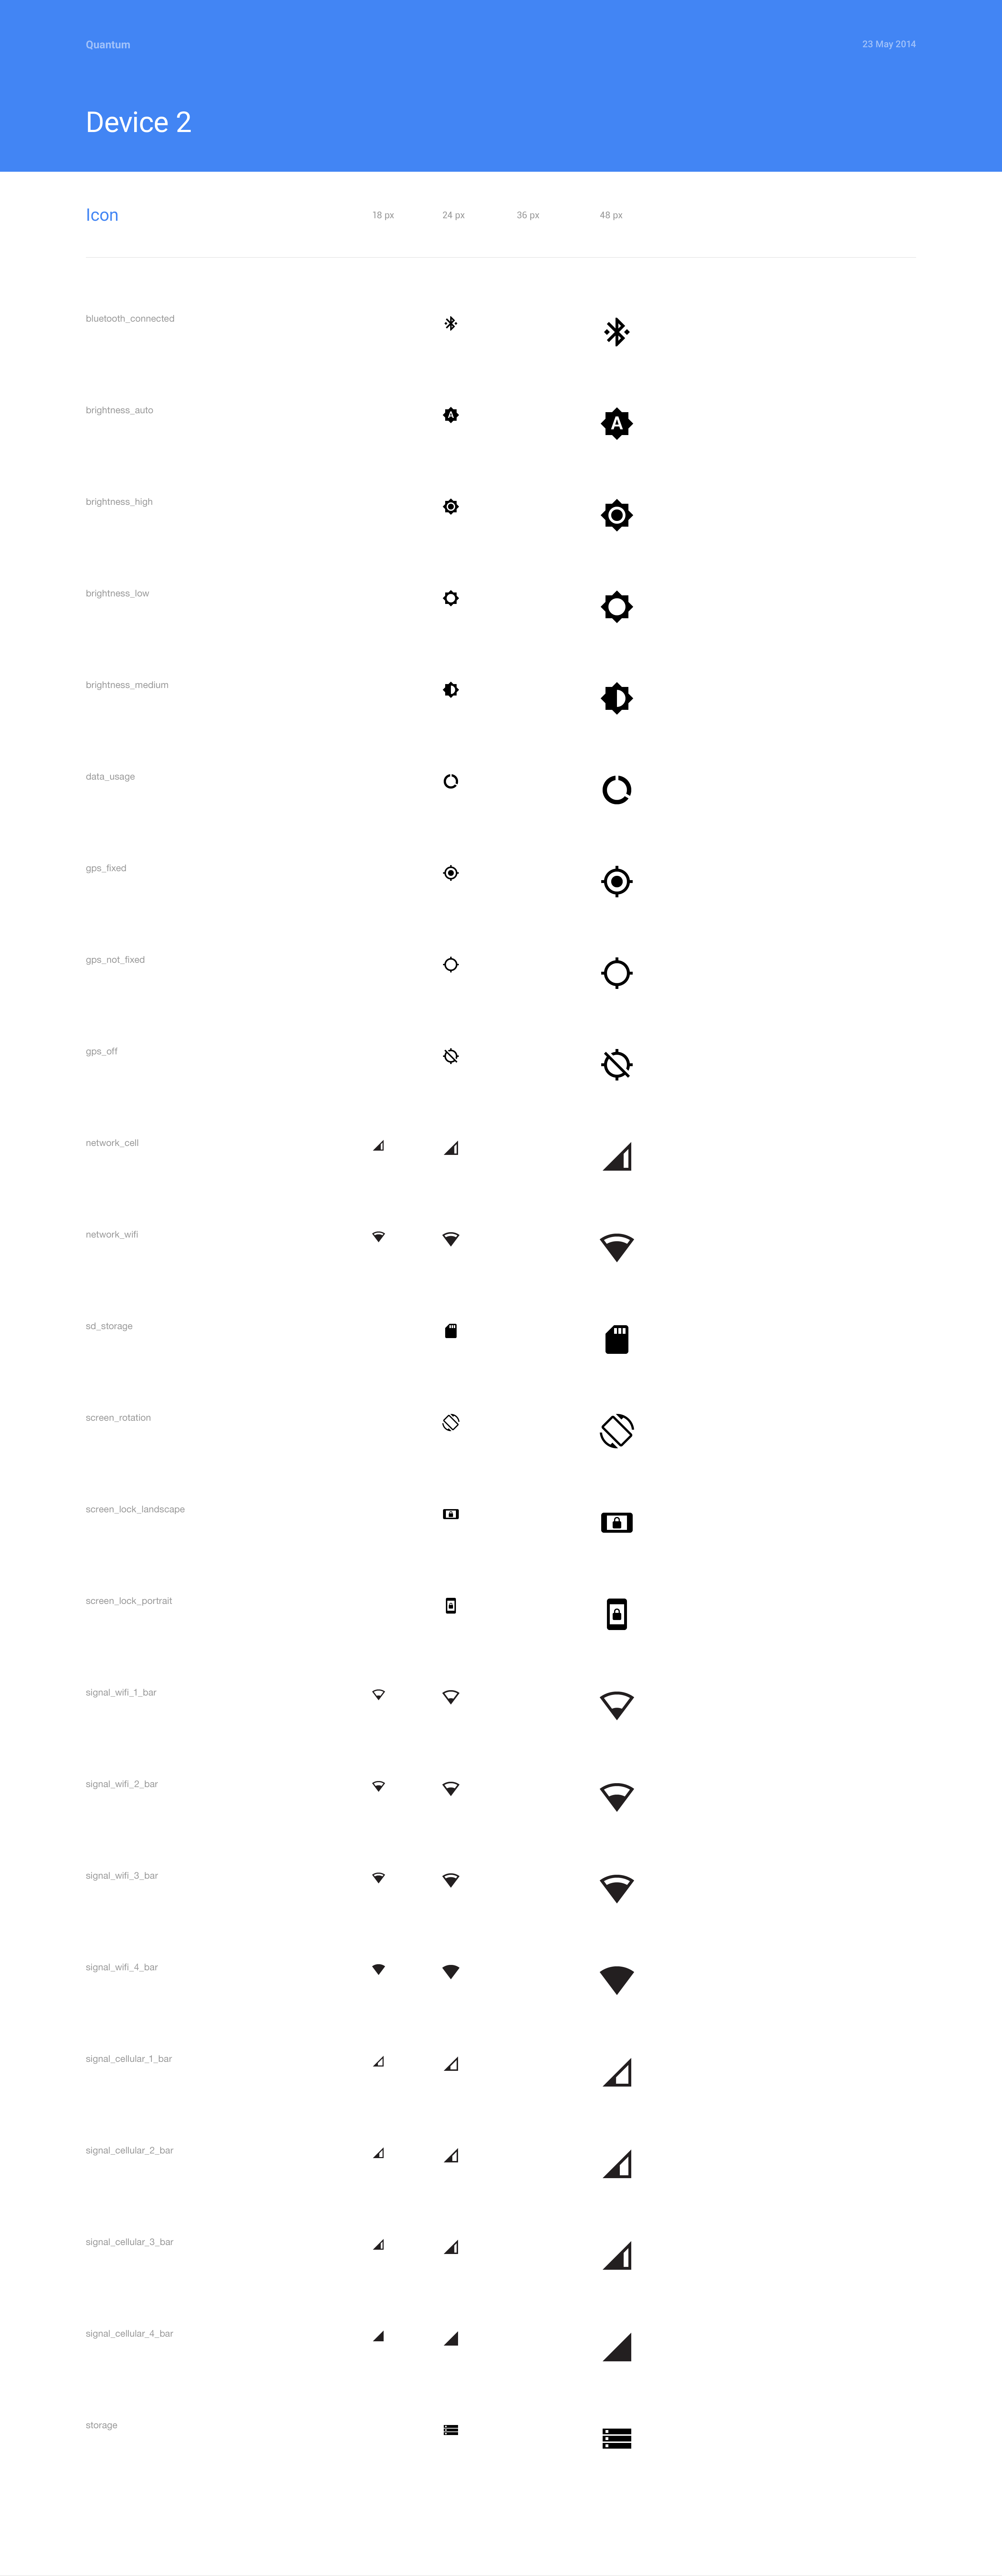 Quantum
23 May 2014
Device 2
Icon 18 px 24 px 36 px 48 px
bluetooth_connected
brightness_auto
A A
brightness_high
brightness_low
brightness_medium
data_usage
gps_fixed
gps_not_fixed
gps_off
network_cell
network_wifi
sd_storage
screen_rotation
screen_lock_landscape
screen_lock_portrait
signal_wifi_1_bar
signal_wifi_2_bar
signal_wifi_3_bar
signal_wifi_4_bar
signal_cellular_1_bar
signal_cellular_2_bar
signal_cellular_3_bar
signal_cellular_4_bar
storage